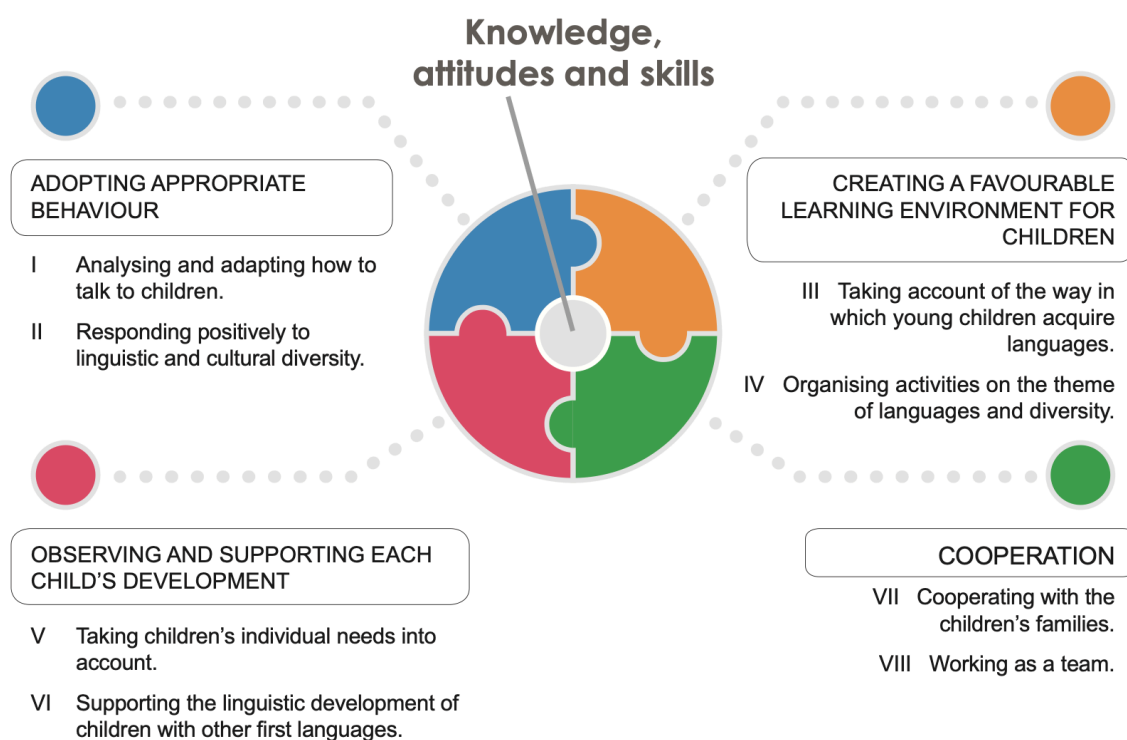 Knowledge,
attitudes and skills
ADOPTING APPROPRIATE
BEHAVIOUR
I Analysing and adapting how to
talk to children.
II Responding positively to
linguistic and cultural diversity.
CREATING A FAVOURABLE
LEARNING ENVIRONMENT FOR
CHILDREN
III Taking account of the way in
which young children acquire
languages.
IV Organising activities on the theme
of languages and diversity.
OBSERVING AND SUPPORTING EACH
CHILD’S DEVELOPMENT
V Taking children’s individual needs into
account.
VI Supporting the linguistic development of
children with other first languages.
COOPERATION
VII Cooperating with the
children’s families.
VIII Working as a team.